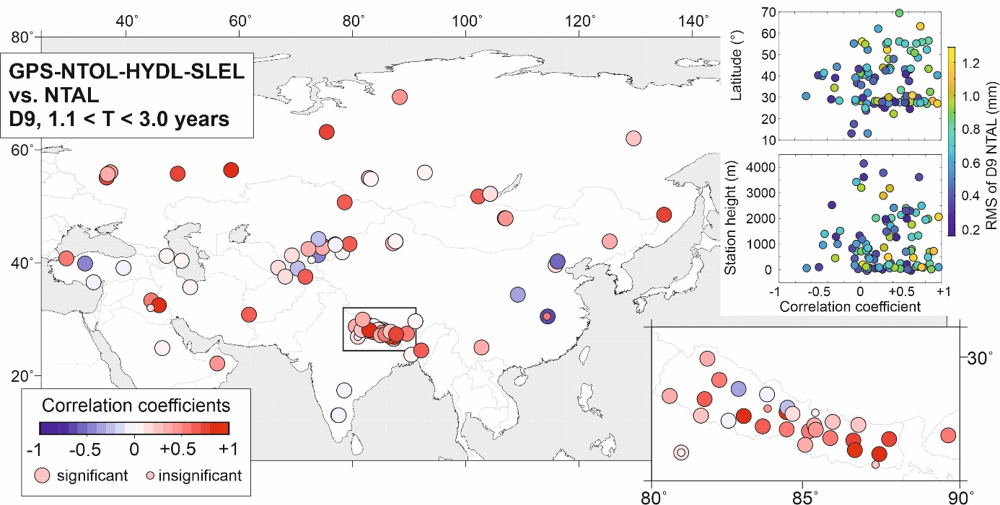 40° 60° 80° 100° 120° 140°
80°
60°
40°
20°
GPS-NTOL-HYDL-SLEL
vs. NTAL
D9, 1.1 < T < 3.0 years
Correlation coefficients
-1 -0.5 0 +0.5 +1
significant insignificant
Latitude (°)
70
60
50
40
30
20
10
Station height (m)
4000
3000
2000
1000
0
-1 -0.5 0 +0.5 +1
Correlation coefficient
1.2
1.0
0.8
0.6
0.4
0.2
RMS of D9 NTAL (mm)
30°
80° 85° 90°